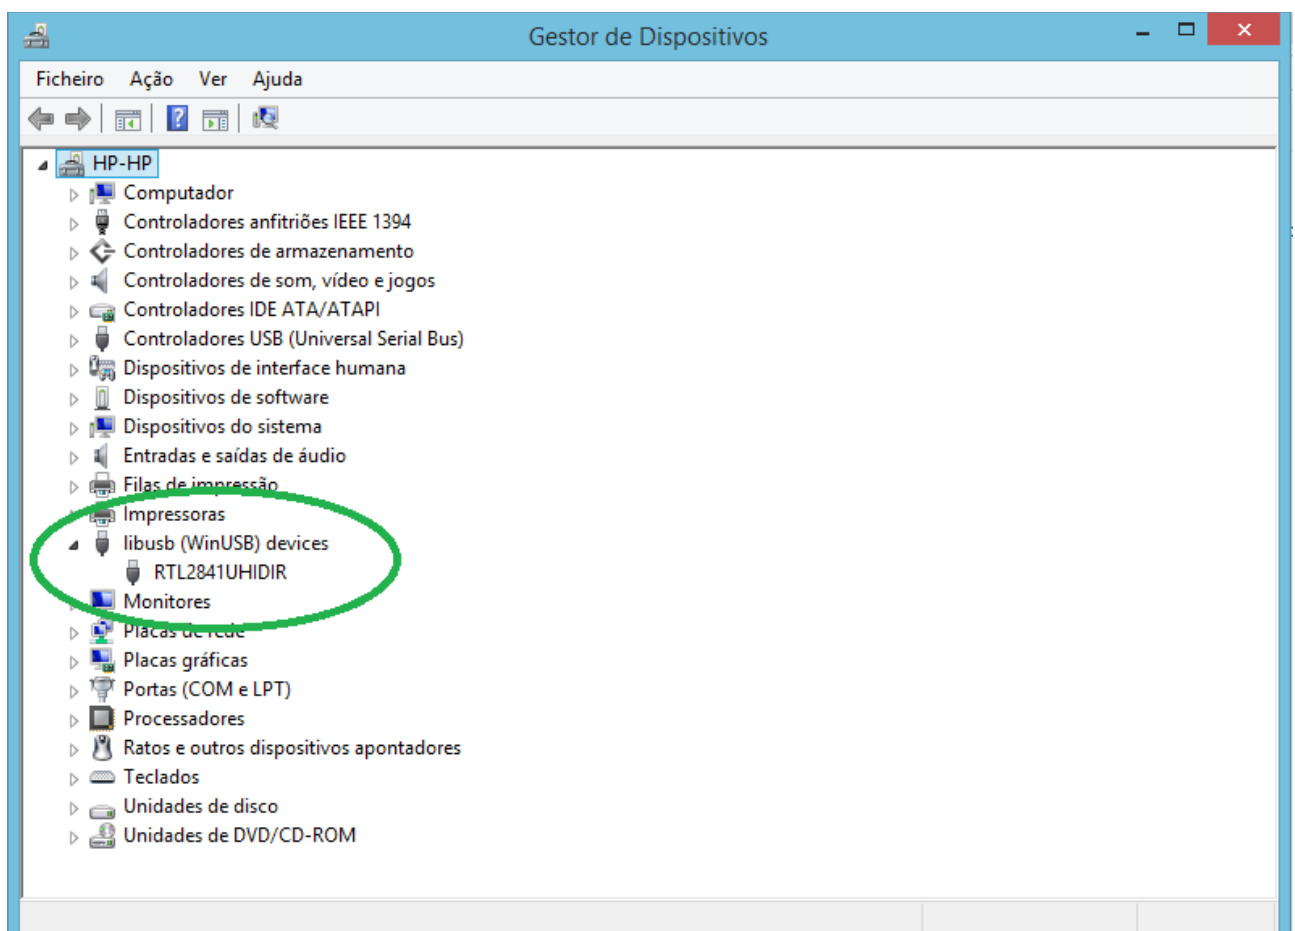 Gestor de Dispositivos
Ficheiro Ação Ver Ajuda
HP-HP
Computador
Controladores anfitriões IEEE 1394
Controladores de armazenamento
Controladores de som, vídeo e jogos
Controladores IDE ATA/ATAPI
Controladores USB (Universal Serial Bus)
Dispositivos de interface humana
Dispositivos de software
Dispositivos do sistema
Entradas e saídas de áudio
Filas de impressão
Impressoras
libusb (WinUSB) devices
RTL2841UHIDIR
Monitores
Placas de rede
Placas gráficas
Portas (COM e LPT)
Processadores
Ratos e outros dispositivos apontadores
Teclados
Unidades de disco
Unidades de DVD/CD-ROM